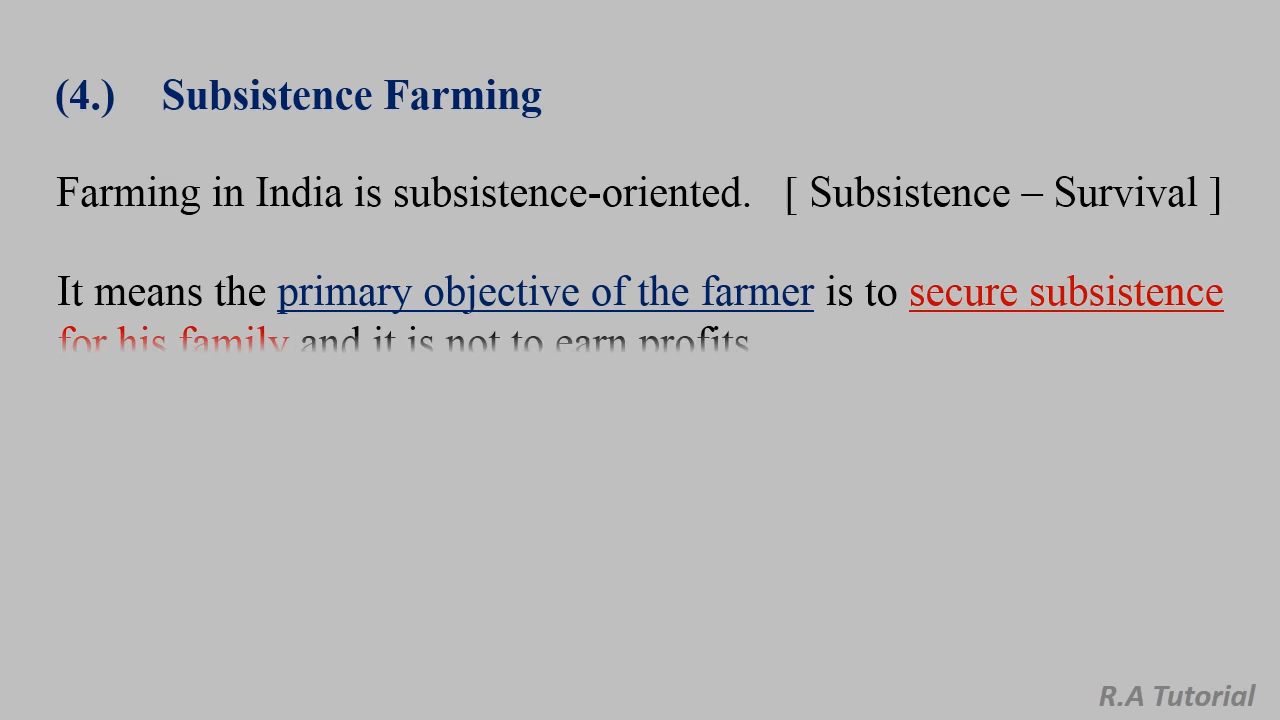 (4.) Subsistence Farming
Farming in India is subsistence-oriented. [ Subsistence – Survival ]
It means the primary objective of the farmer is to secure subsistence
for his family and it is not to earn profits
R.A Tutorial